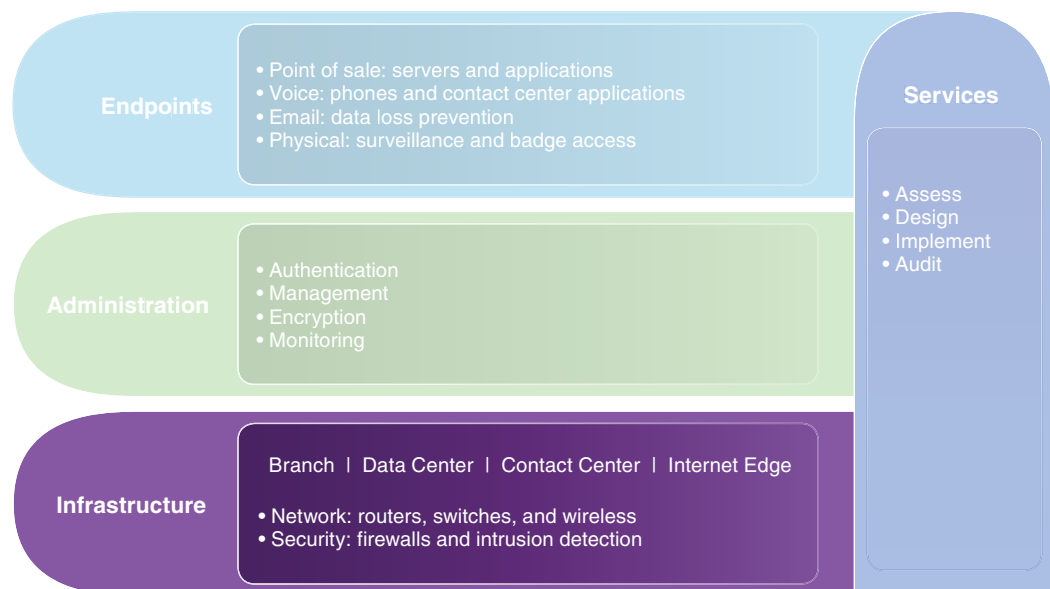 Endpoints
• Point of sale: servers and applications
• Voice: phones and contact center applications
• Email: data loss prevention
• Physical: surveillance and badge access
Administration
• Authentication
• Management
• Encryption
• Monitoring
Infrastructure
Branch | Data Center | Contact Center | Internet Edge
• Network: routers, switches, and wireless
• Security: firewalls and intrusion detection
Services
• Assess
• Design
• Implement
• Audit